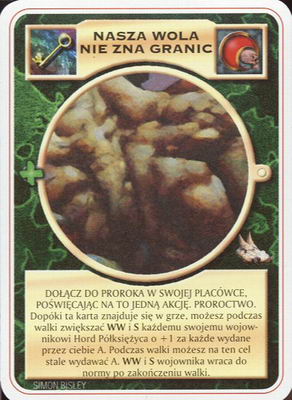 NASZA WOLA
NIE ZNA GRANIC
DOŁĄCZ DO PROROKA W SWOJEJ PLACÓWCE,
POŚWIĘCAJĄC NA TO JEDNĄ AKCJĘ. PROROCTWO.
Dopóki ta karta znajduje się w grze, możesz podczas
walki zwiększać WW i S każdemu swojemu wojow-
nikowi Hord Półksiężyca o +1 za każde wydane
przez ciebie A. Podczas walki możesz na ten cel
stale wydawać A. WW i S wojownika wraca do
normy po zakończeniu walki.
SIMON BISLEY